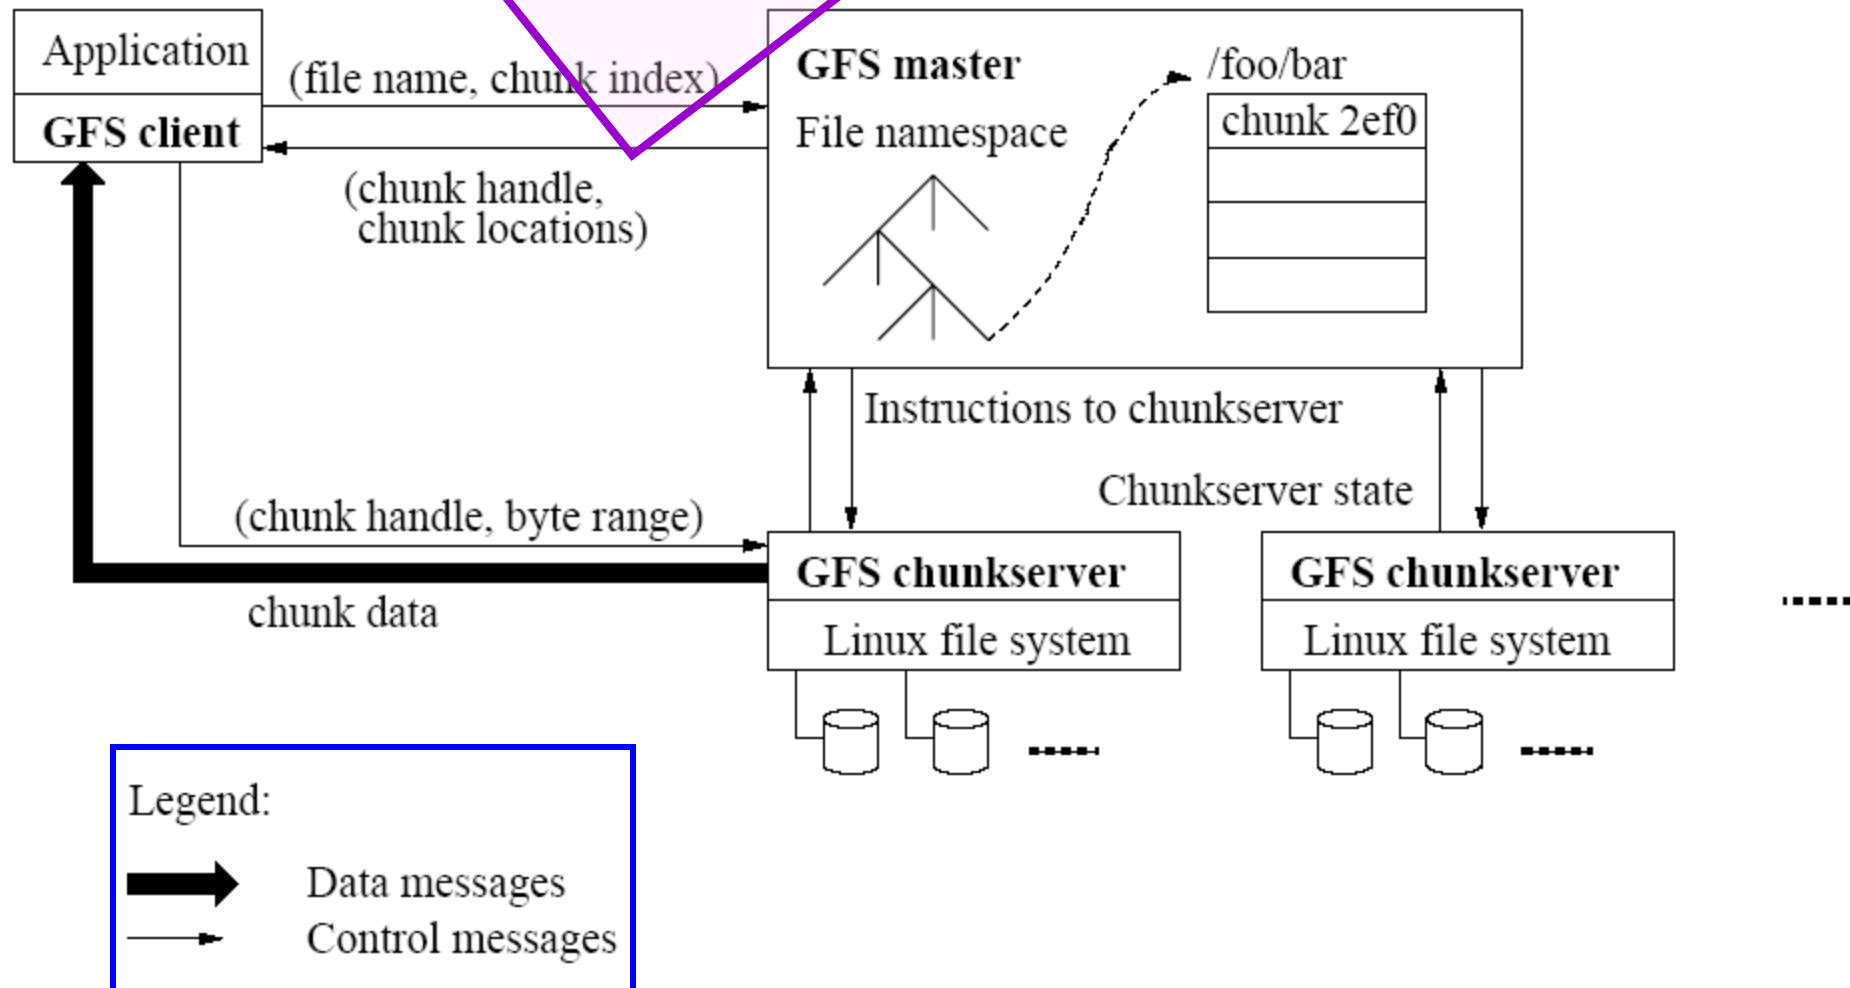 Application
GFS client
(file name, chunk index)
(chunk handle,
chunk locations)
GFS master
File namespace
/foo/bar
chunk 2ef0
Instructions to chunkserver
Chunkserver state
(chunk handle, byte range)
chunk data
GFS chunkserver
Linux file system
GFS chunkserver
Linux file system
Legend:
Data messages
Control messages